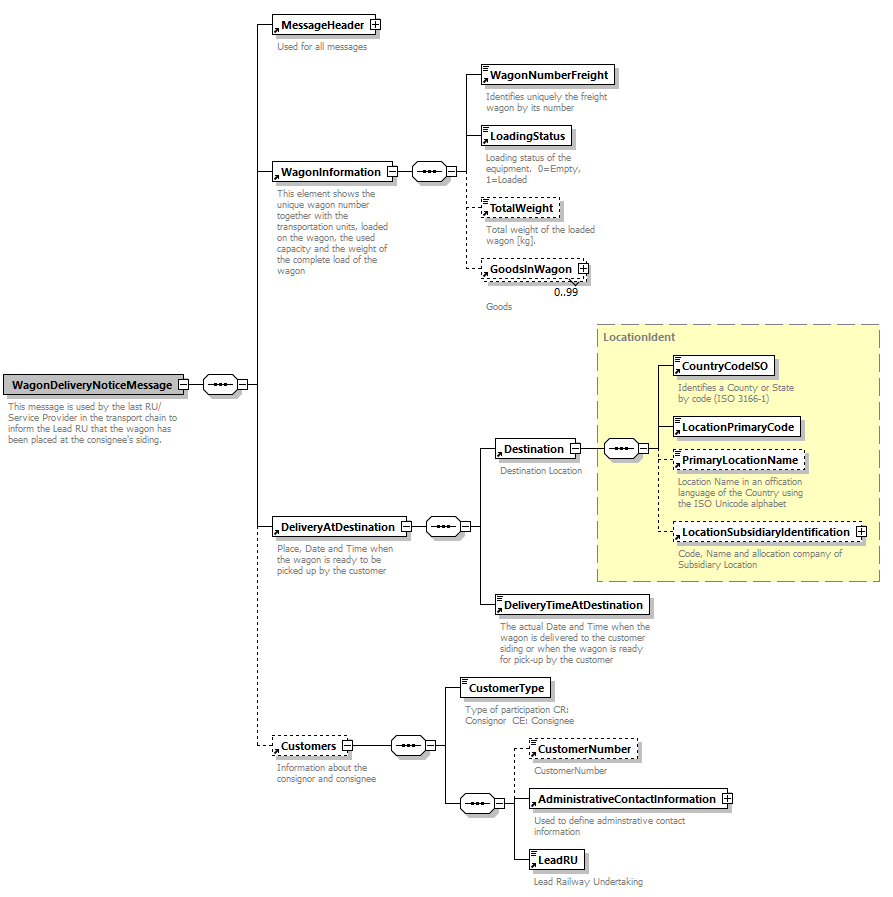 MessageHeader
Used for all messages
WagonNumberFreight
Identifies uniquely the freight
wagon by its number
LoadingStatus
Loading status of the
equipment.  0=Empty,
1=Loaded
WagonInformation
This element shows the
unique wagon number
together with the
transportation units, loaded
on the wagon, the used
capacity and the weight of
the complete load of the
wagon
TotalWeight
Total weight of the loaded
wagon [kg].
GoodsInWagon
0..99
Goods
LocationIdent
CountryCodeISO
Identifies a County or State
by code (ISO 3166-1)
WagonDeliveryNoticeMessage
This message is used by the last RU/
Service Provider in the transport chain to
inform the Lead RU that the wagon has
been placed at the consignee's siding.
LocationPrimaryCode
Destination
Destination Location
PrimaryLocationName
Location Name in an offication
language of the Country using
the ISO Unicode alphabet
LocationSubsidiaryIdentification
Code, Name and allocation company of
Subsidiary Location
DeliveryAtDestination
Place, Date and Time when
the wagon is ready to be
picked up by the customer
DeliveryTimeAtDestination
The actual Date and Time when the
wagon is delivered to the customer
siding or when the wagon is ready
for pick-up by the customer
CustomerType
Type of participation CR:
Consignor  CE: Consignee
Customers
Information about the
consignor and consignee
CustomerNumber
CustomerNumber
AdministrativeContactInformation
Used to define adminstrative contact
information
LeadRU
Lead Railway Undertaking